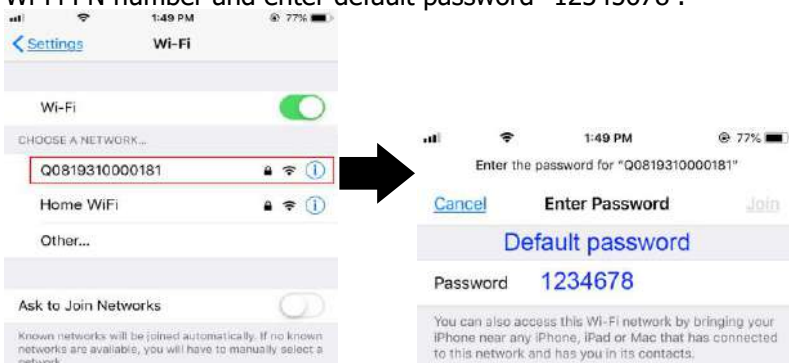 Wi-Fi PN number and enter default password "12345678".
1:49 PM
77%
Settings
Wi-Fi
Wi-Fi
CHOOSE A NETWORK...
Q0819310000181
Home WiFi
Other...
Ask to Join Networks
Known networks will be joined automatically. If no known
networks are available, you will have to manually select a
network.
1:49 PM
77%
Enter the password for "Q0819310000181"
Cancel
Enter Password
Join
Default password
Password 1234678
You can also access this Wi-Fi network by bringing your
iPhone near any iPhone, iPad or Mac that has connected
to this network and has you in its contacts.